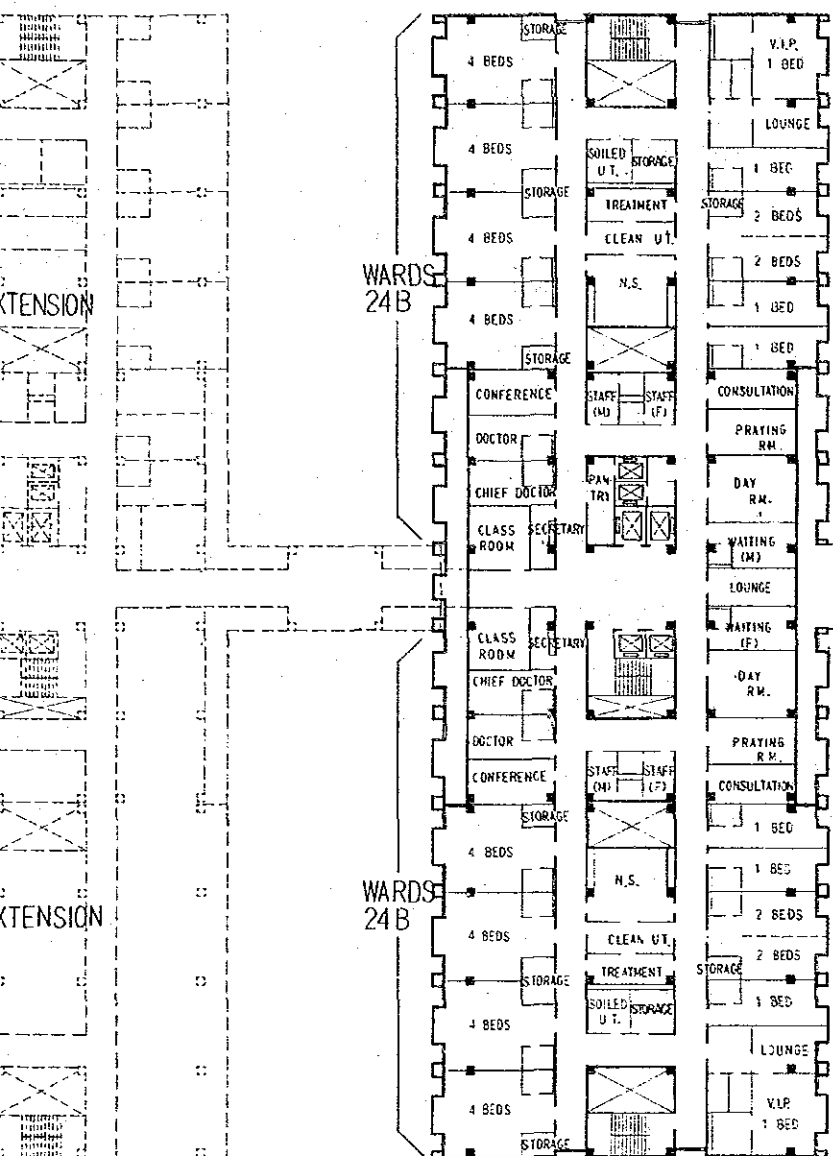 STORAGE
4 BEDS
V.I.P.
1 BED
LOUNGE
4 BEDS
SOILED
U T.
STORAGE
1 BED
STORAGE
TREATMENT
STORAGE
2 BEDS
4 BEDS
CLEAN UT.
2 BEDS
WARDS
24B
N.S.
XTENSION
4 BEDS
1 BED
STORAGE
1 BED
CONFERENCE
STAFF
(M)
STAFF
(F)
CONSULTATION
DOCTOR
PRAYING
RM.
CHIEF DOCTOR
PAN
TRY
DAY
RM.
CLASS
ROOM
SECRETARY
WAITING
(M)
LOUNGE
CLASS
ROOM
SECRETARY
WAITING
(F)
CHIEF DOCTOR
DAY
RM.
DOCTOR
PRAYING
R M.
CONFERENCE
STAFF
(M)
STAFF
(F)
CONSULTATION
STORAGE
1 BED
4 BEDS
1 BED
WARDS
24B
N.S.
XTENSION
2 BEDS
4 BEDS
CLEAN UT.
2 BEDS
STORAGE
TREATMENT
STORAGE
1 BED
SOILED
U T.
STORAGE
4 BEDS
LOUNGE
4 BEDS
V.I.P.
1 BED
STORAGE